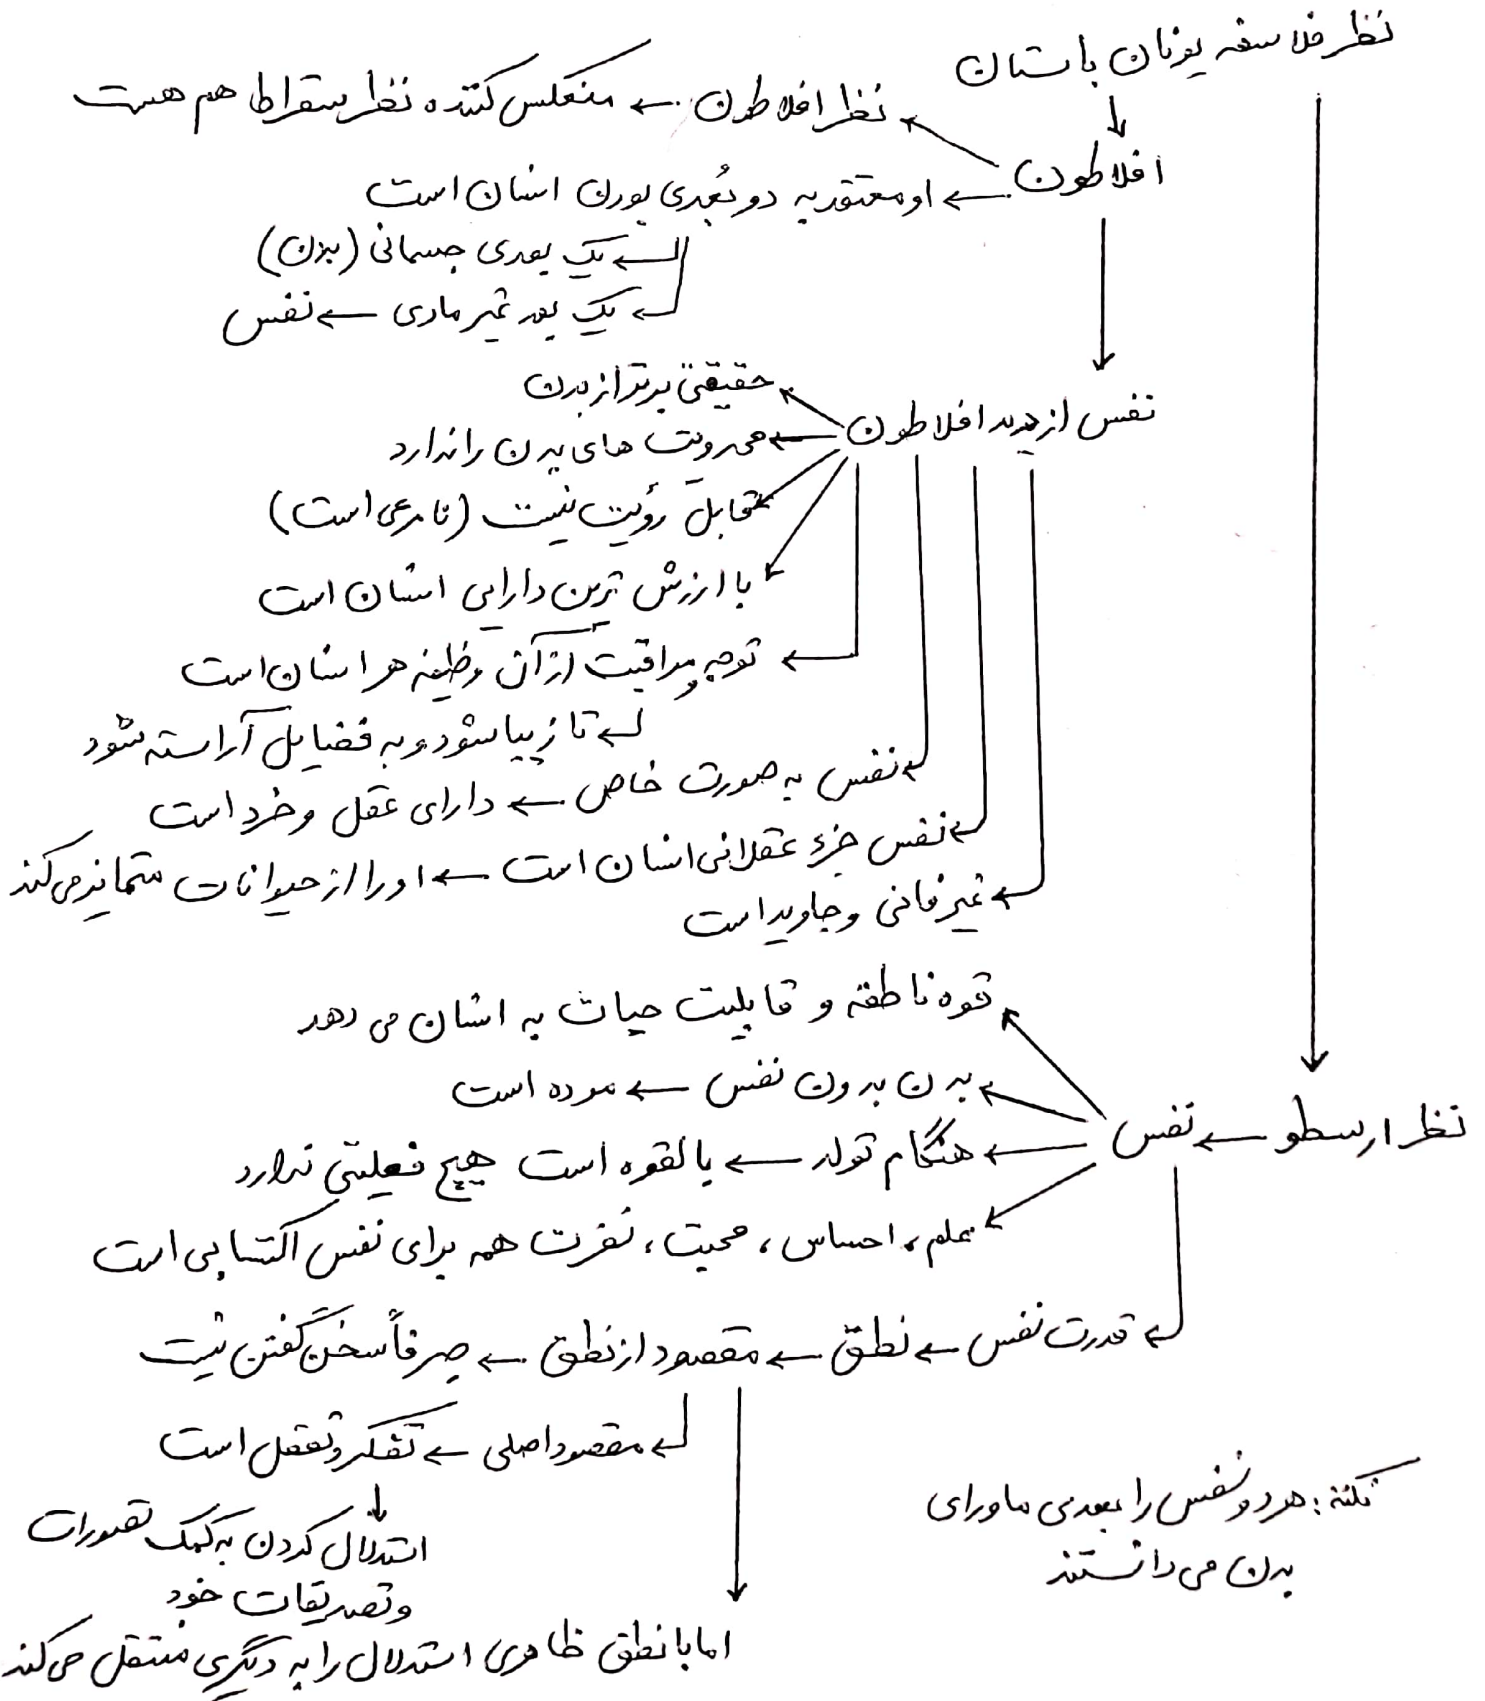 نظر فلاسفه یونان باستان
افلاطون
نظر افلاطون ← منعکس کننده نظر سقراط هم هست
او معتقد به دو بُعدی بودن انسان است
یک بعدی جسمانی (بدن)
یک بعد غیر مادی ← نفس
نفس از دید افلاطون
حقیقتی برتر از بدن
محدودیت های بدن را ندارد
قابل رؤیت نیست (نامرعی است)
با ارزش ترین دارایی انسان است
توجه و مراقبت از آن وظیفه هر انسان است
تا زیبا شود و به فضایل آراسته شود
نفس به صورت خاص ← دارای عقل و خرد است
نفس جزء عقلانی انسان است ← او را از حیوانات متمایز می کند
غیر فانی و جاوید است
نظر ارسطو ← نفس
قوه ناطقه و قابلیت حیات به انسان می دهد
بدن بدون نفس ← مرده است
هنگام تولد ← بالقوه است هیچ فعلیتی ندارد
علم، احساس، محبت، نفرت همه برای نفس اکتسابی است
قدرت نفس ← نطق ← مقصود از نطق ← صرفاً سخن گفتن نیست
مقصود اصلی ← تفکر و تعقل است
استدلال کردن به کمک تصورات
و تصدیقات خود
اما با نطق ظاهری استدلال را به دیگری منتقل می کند
نکته: هر دو نفس را بعدی ماورای
بدن می دانستند